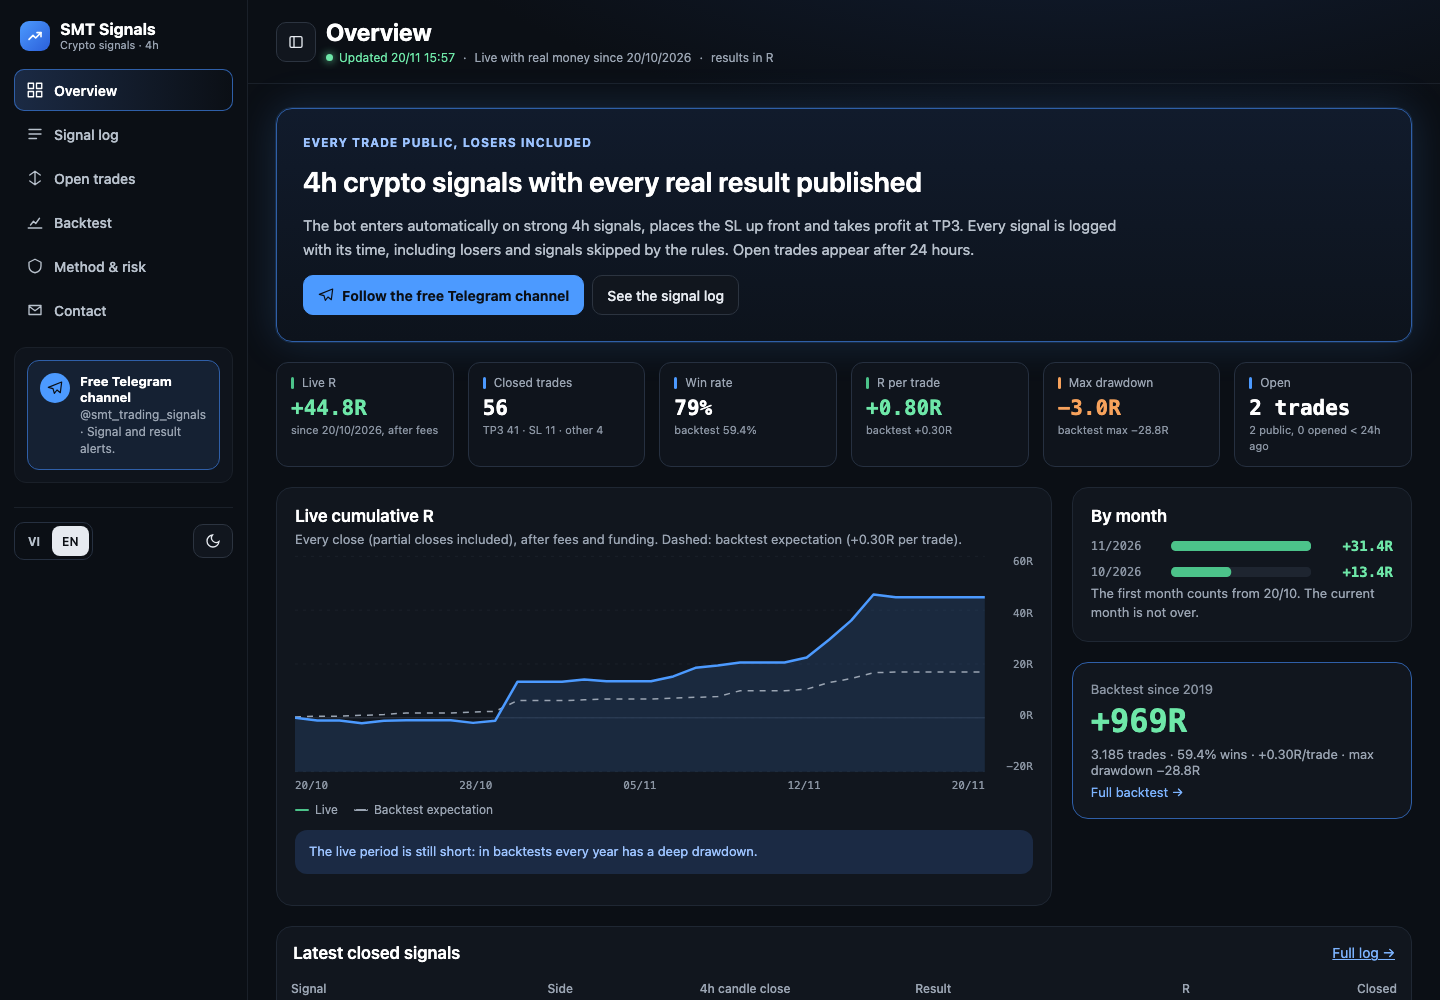 SMT Signals
Crypto signals · 4h
Overview
Signal log
Open trades
Backtest
Method & risk
Contact
Free Telegram
channel
@smt_trading_signals
· Signal and result
alerts.
VI
EN
Overview
Updated 20/11 15:57 · Live with real money since 20/10/2026 · results in R
EVERY TRADE PUBLIC, LOSERS INCLUDED
4h crypto signals with every real result published
The bot enters automatically on strong 4h signals, places the SL up front and takes profit at TP3. Every signal is logged
with its time, including losers and signals skipped by the rules. Open trades appear after 24 hours.
Follow the free Telegram channel
See the signal log
Live R
+44.8R
since 20/10/2026, after fees
Closed trades
56
TP3 41 · SL 11 · other 4
Win rate
79%
backtest 59.4%
R per trade
+0.80R
backtest +0.30R
Max drawdown
−3.0R
backtest max −28.8R
Open
2 trades
2 public, 0 opened < 24h
ago
Live cumulative R
Every close (partial closes included), after fees and funding. Dashed: backtest expectation (+0.30R per trade).
60R
40R
20R
0R
−20R
20/10
28/10
05/11
12/11
20/11
Live
Backtest expectation
The live period is still short: in backtests every year has a deep drawdown.
By month
11/2026 +31.4R
10/2026 +13.4R
The first month counts from 20/10. The current
month is not over.
Backtest since 2019
+969R
3.185 trades · 59.4% wins · +0.30R/trade · max
drawdown −28.8R
Full backtest →
Latest closed signals
Full log →
Signal Side 4h candle close Result R Closed